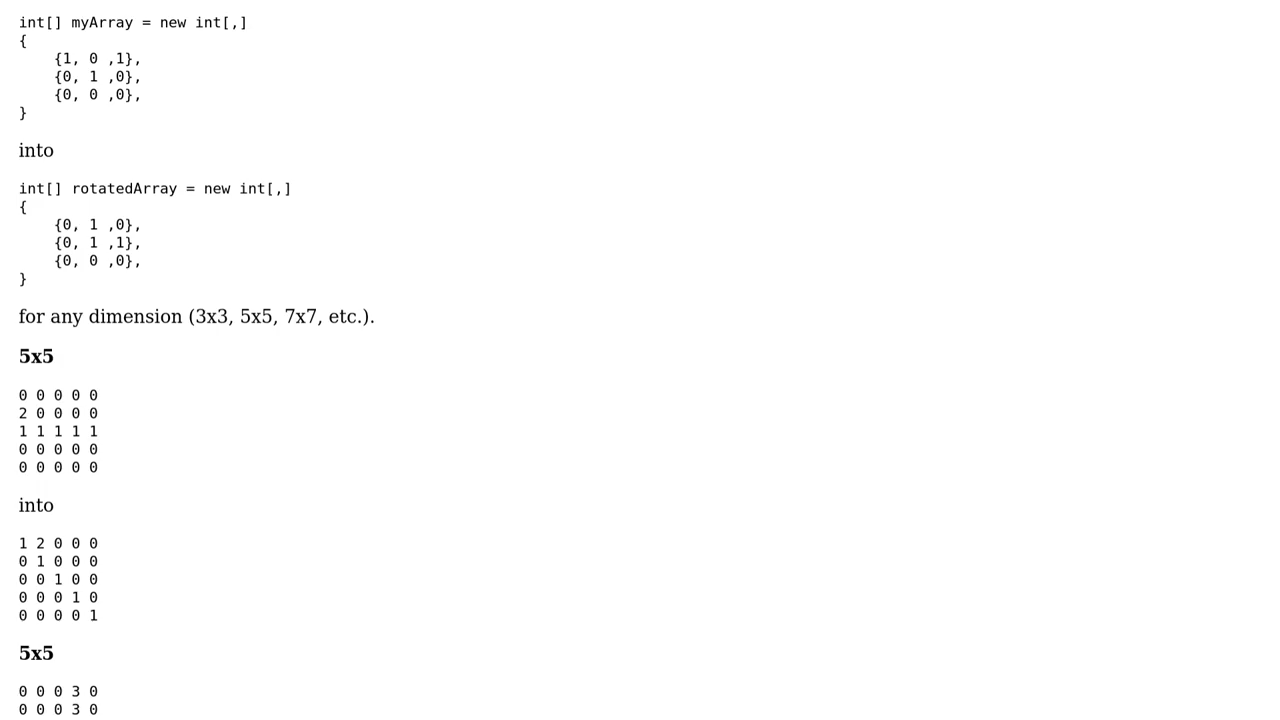 int[] myArray = new int[,]
{
    {1, 0 ,1},
    {0, 1 ,0},
    {0, 0 ,0},
}
into
int[] rotatedArray = new int[,]
{
    {0, 1 ,0},
    {0, 1 ,1},
    {0, 0 ,0},
}
for any dimension (3x3, 5x5, 7x7, etc.).
5x5
0 0 0 0 0
2 0 0 0 0
1 1 1 1 1
0 0 0 0 0
0 0 0 0 0
into
1 2 0 0 0
0 1 0 0 0
0 0 1 0 0
0 0 0 1 0
0 0 0 0 1
5x5
0 0 0 3 0
0 0 0 3 0